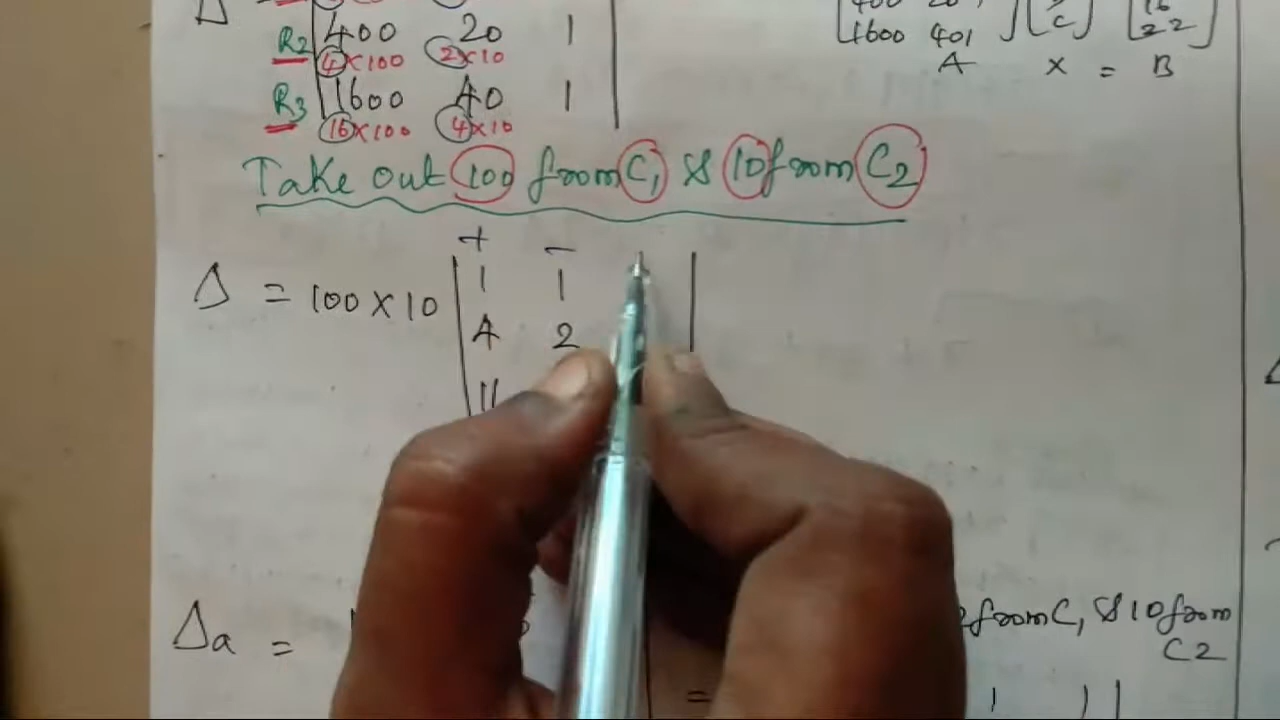 R2 400 20 1
4×100 2×10
R3 1600 40 1
16×100 4×10
1600 401 c 22
A X = B
Take out 100 from C1 & 10 from C2
+ −
Δ = 100 × 10 1 1
4 2
Δa =
from C1 & 10 from
C2
=